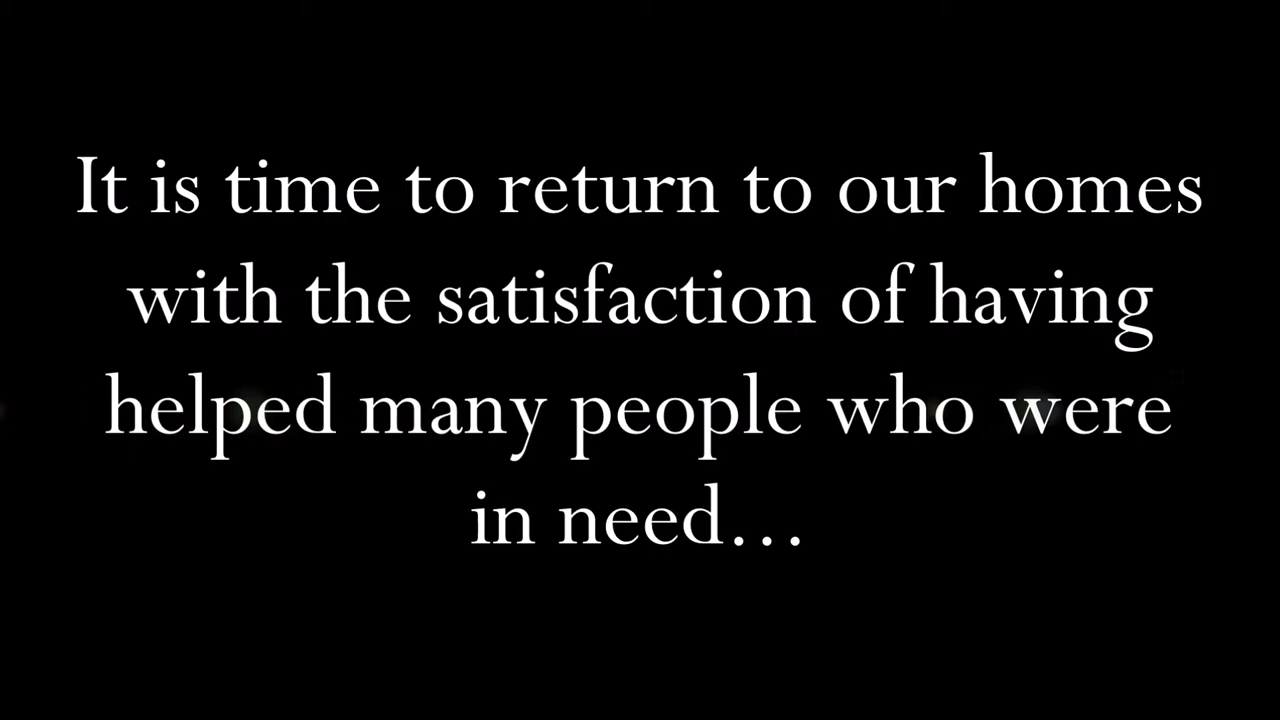 It is time to return to our homes
with the satisfaction of having
helped many people who were
in need…